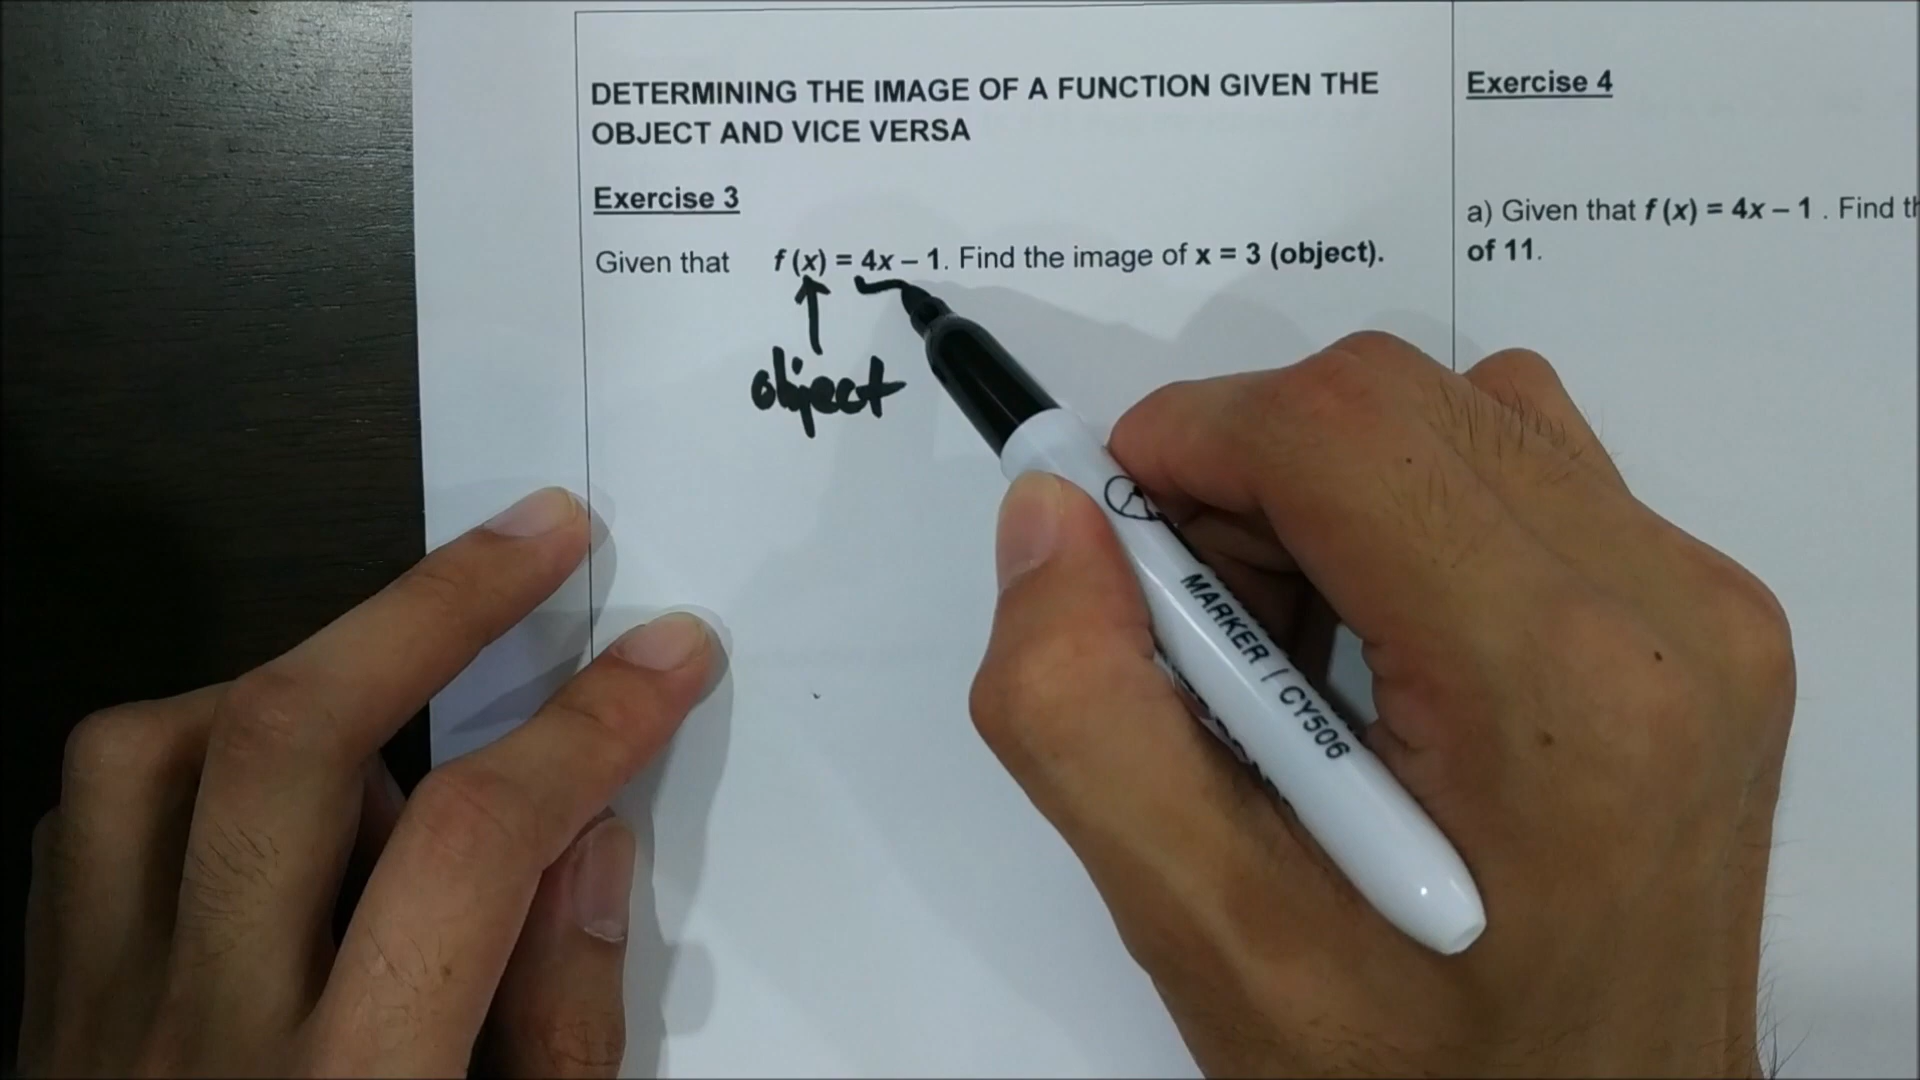 DETERMINING THE IMAGE OF A FUNCTION GIVEN THE
OBJECT AND VICE VERSA
Exercise 3
Given that f (x) = 4x – 1. Find the image of x = 3 (object).
object
Exercise 4
a) Given that f (x) = 4x – 1 . Find
of 11.
MARKER | CY506